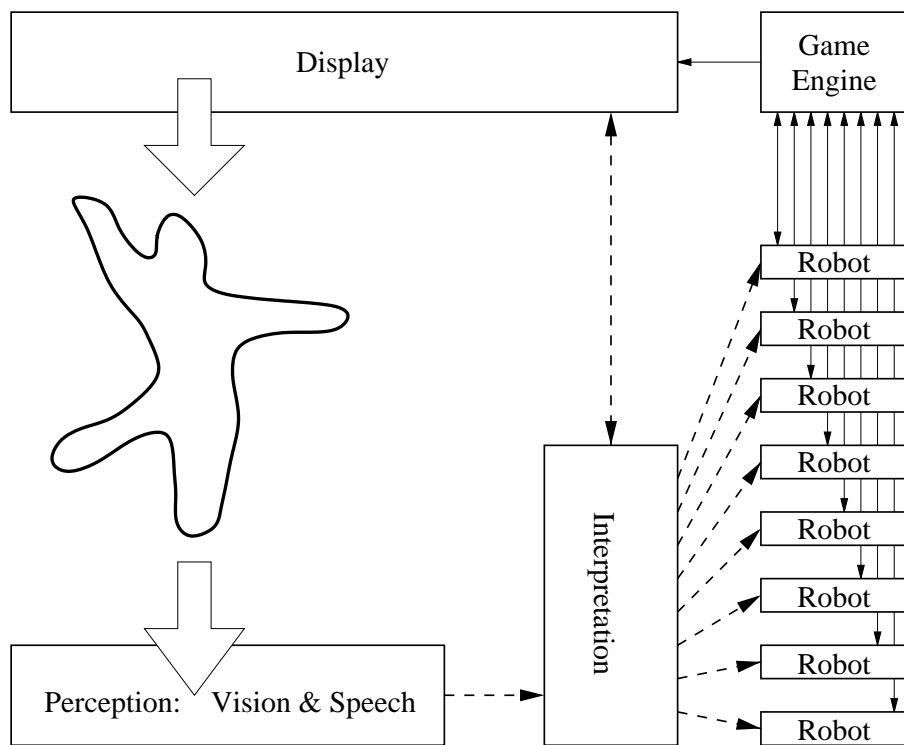 Display
Game
Engine
Robot
Robot
Robot
Robot
Robot
Robot
Robot
Robot
Interpretation
Perception: Vision & Speech